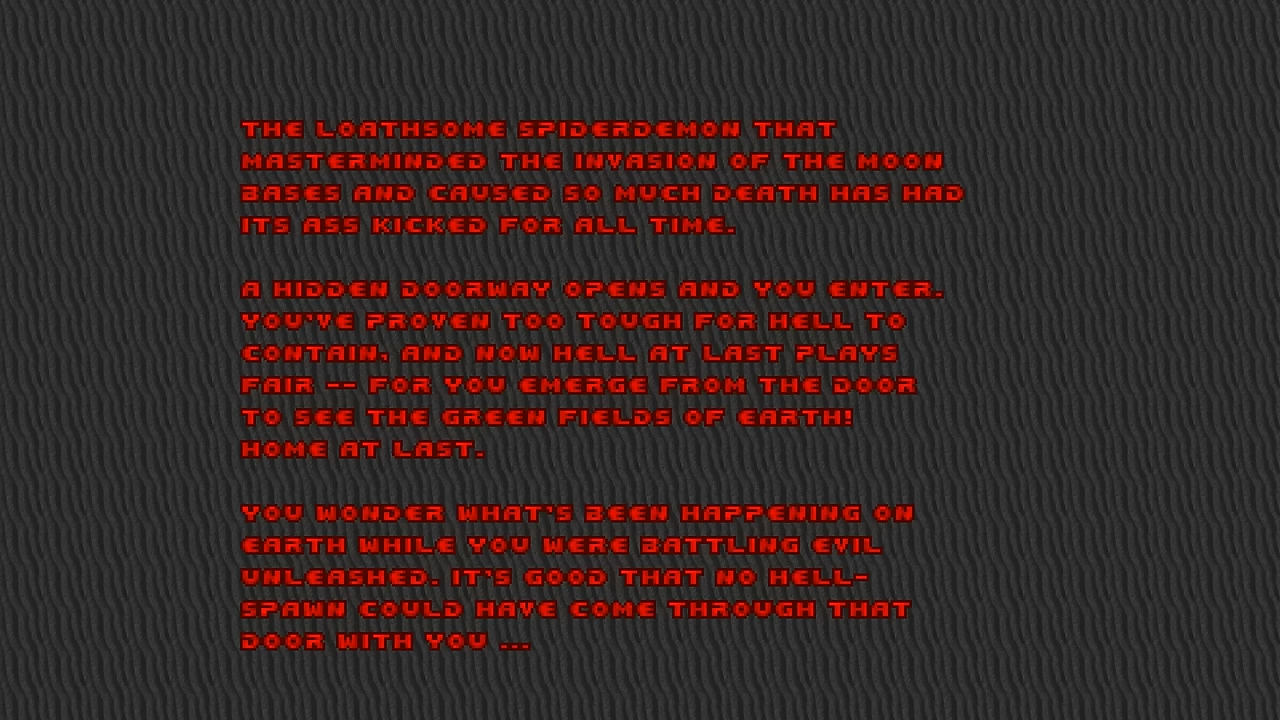 THE LOATHSOME SPIDERDEMON THAT
MASTERMINDED THE INVASION OF THE MOON
BASES AND CAUSED SO MUCH DEATH HAS HAD
ITS ASS KICKED FOR ALL TIME.

A HIDDEN DOORWAY OPENS AND YOU ENTER.
YOU'VE PROVEN TOO TOUGH FOR HELL TO
CONTAIN, AND NOW HELL AT LAST PLAYS
FAIR -- FOR YOU EMERGE FROM THE DOOR
TO SEE THE GREEN FIELDS OF EARTH!
HOME AT LAST.

YOU WONDER WHAT'S BEEN HAPPENING ON
EARTH WHILE YOU WERE BATTLING EVIL
UNLEASHED. IT'S GOOD THAT NO HELL-
SPAWN COULD HAVE COME THROUGH THAT
DOOR WITH YOU ...